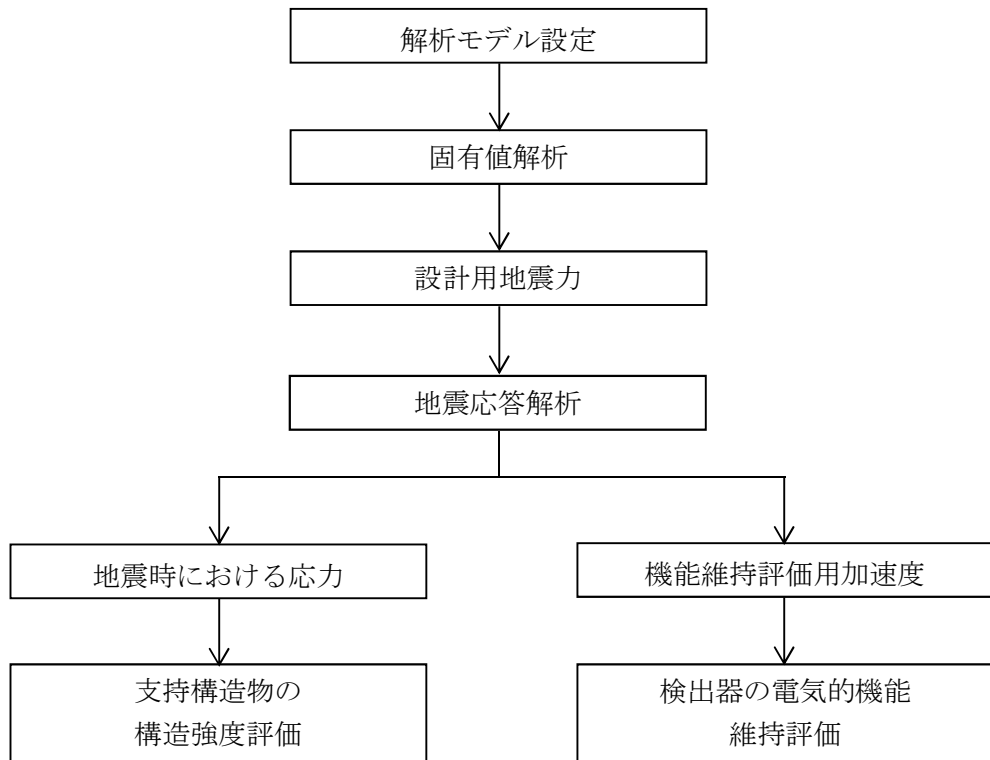 解析モデル設定
固有値解析
設計用地震力
地震応答解析
地震時における応力
機能維持評価用加速度
支持構造物の
構造強度評価
検出器の電気的機能
維持評価